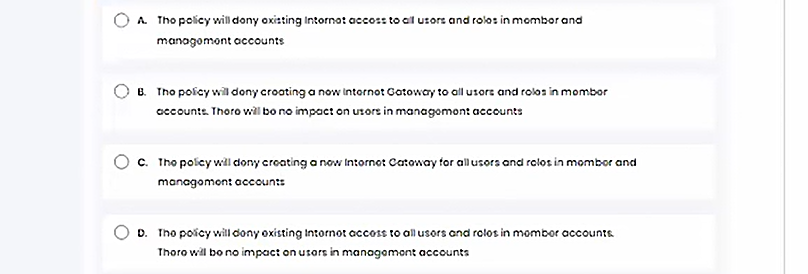 A. The policy will deny existing Internet access to all users and roles in member and
management accounts
B. The policy will deny creating a new Internet Gateway to all users and roles in member
accounts. There will be no impact on users in management accounts
C. The policy will deny creating a new Internet Gateway for all users and roles in member and
management accounts
D. The policy will deny existing Internet access to all users and roles in member accounts.
There will be no impact on users in management accounts